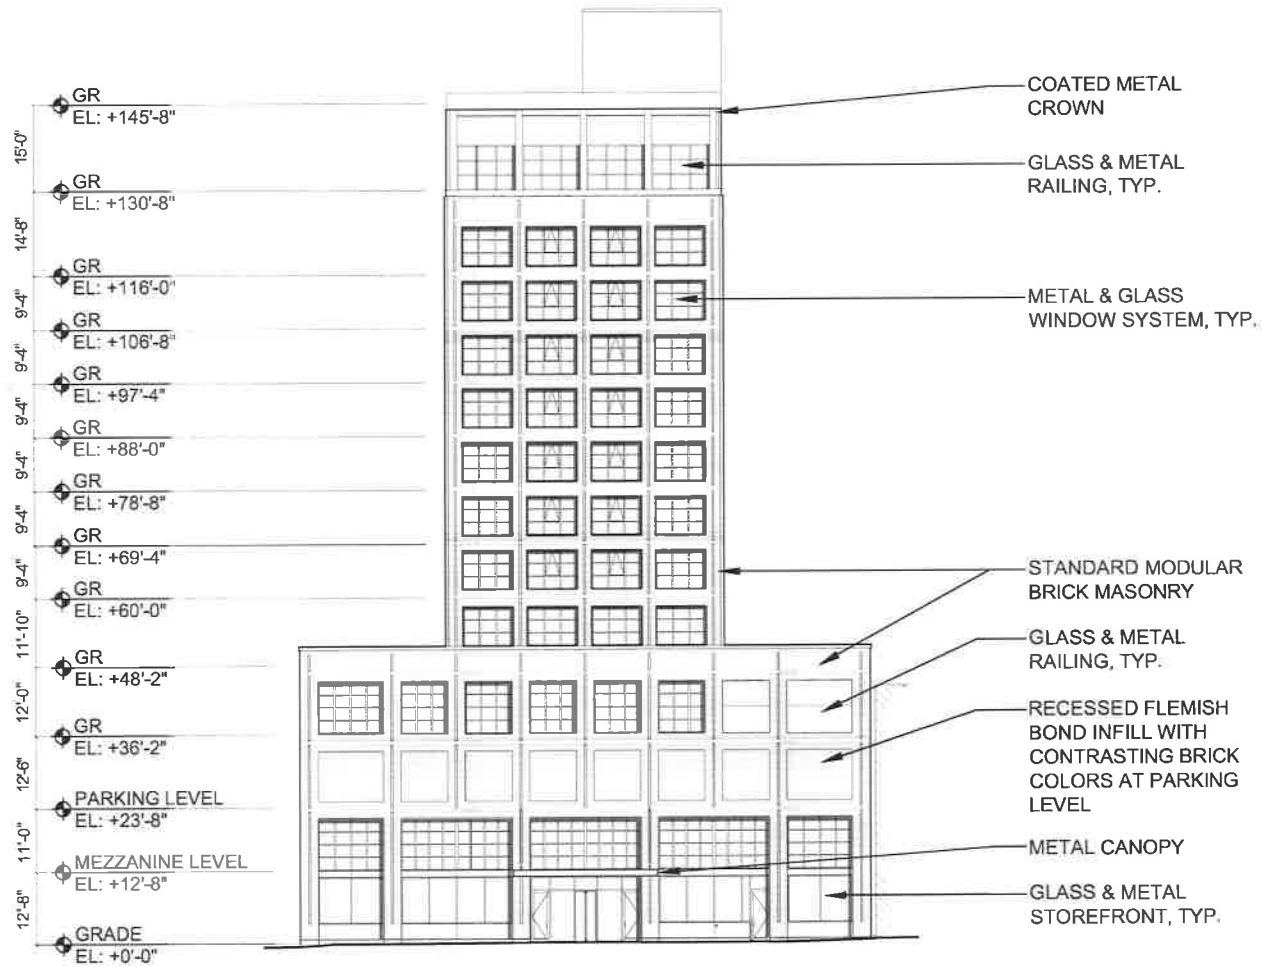 GR
EL: +145'-8"
15'-0"
GR
EL: +130'-8"
14'-8"
GR
EL: +116'-0"
9'-4"
GR
EL: +106'-8"
9'-4"
GR
EL: +97'-4"
9'-4"
GR
EL: +88'-0"
9'-4"
GR
EL: +78'-8"
9'-4"
GR
EL: +69'-4"
9'-4"
GR
EL: +60'-0"
11'-10"
GR
EL: +48'-2"
12'-0"
GR
EL: +36'-2"
12'-6"
PARKING LEVEL
EL: +23'-8"
11'-0"
MEZZANINE LEVEL
EL: +12'-8"
12'-8"
GRADE
EL: +0'-0"
COATED METAL
CROWN
GLASS & METAL
RAILING, TYP.
METAL & GLASS
WINDOW SYSTEM, TYP.
STANDARD MODULAR
BRICK MASONRY
GLASS & METAL
RAILING, TYP.
RECESSED FLEMISH
BOND INFILL WITH
CONTRASTING BRICK
COLORS AT PARKING
LEVEL
METAL CANOPY
GLASS & METAL
STOREFRONT, TYP.